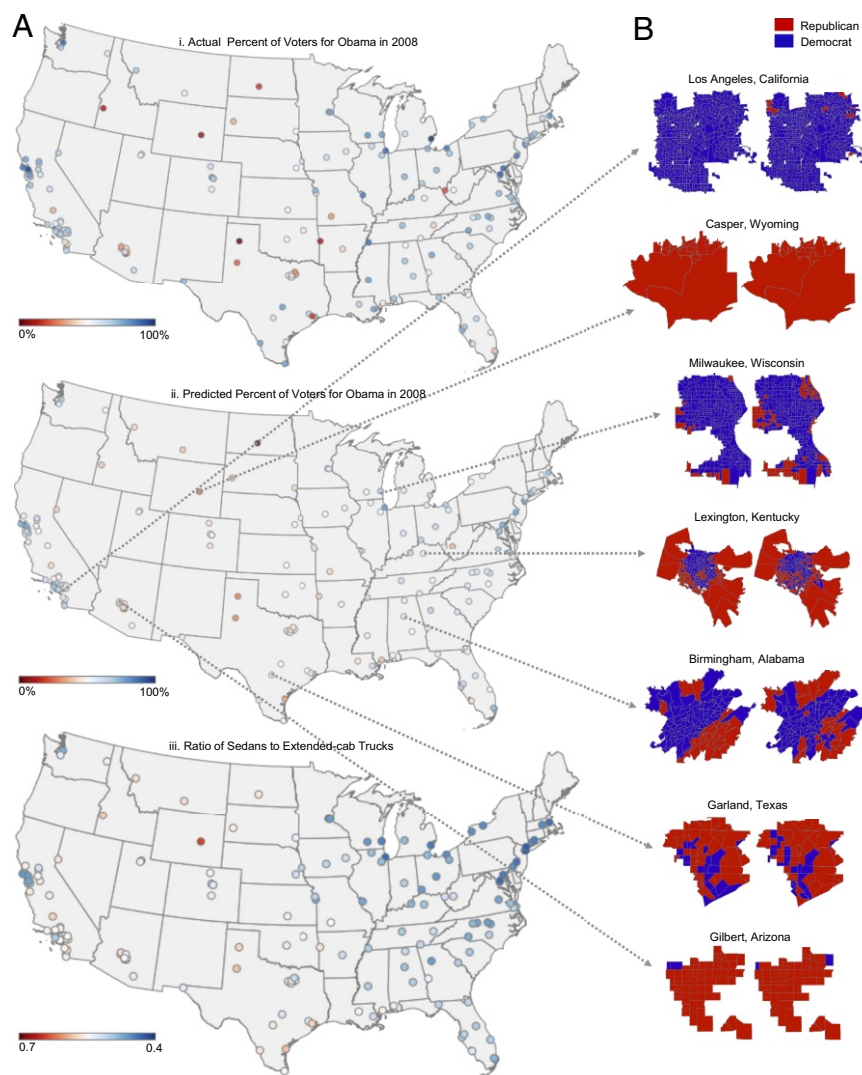 A
i. Actual Percent of Voters for Obama in 2008
0%
100%
ii. Predicted Percent of Voters for Obama in 2008
0%
100%
iii. Ratio of Sedans to Extended-cab Trucks
0.7
0.4
B
Republican
Democrat
Los Angeles, California
Casper, Wyoming
Milwaukee, Wisconsin
Lexington, Kentucky
Birmingham, Alabama
Garland, Texas
Gilbert, Arizona